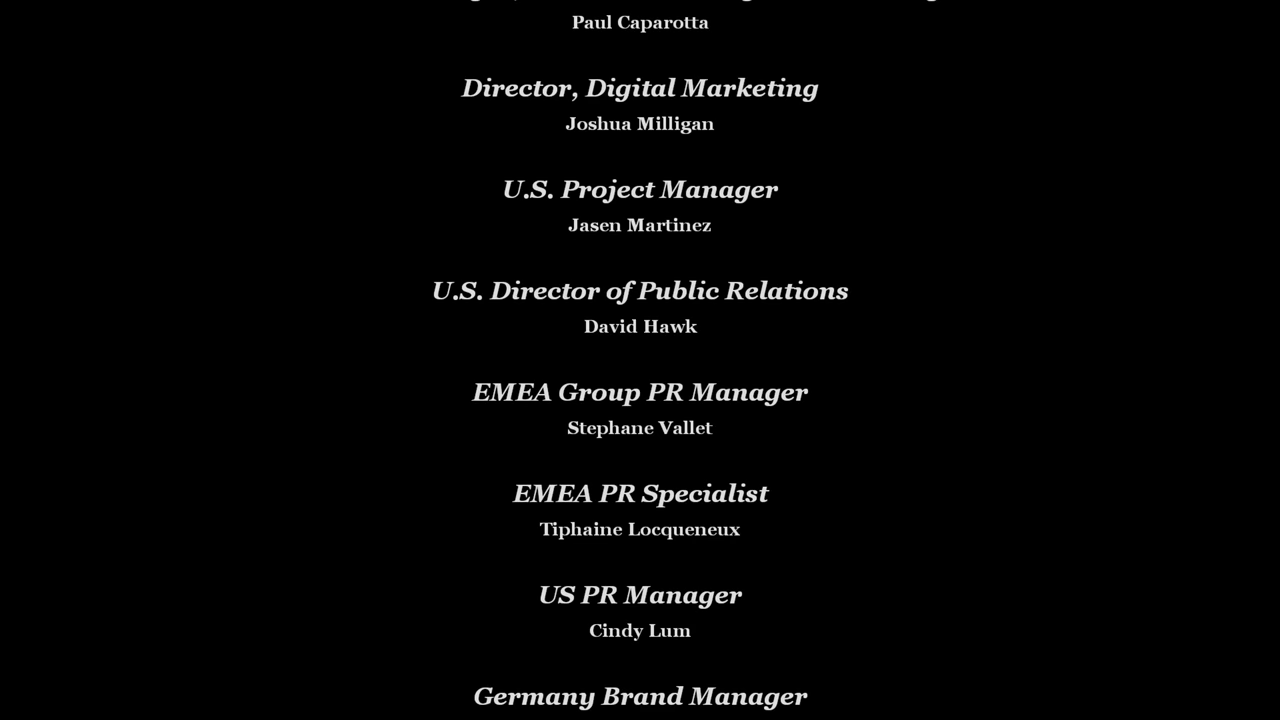 Paul Caparotta
Director, Digital Marketing
Joshua Milligan
U.S. Project Manager
Jasen Martinez
U.S. Director of Public Relations
David Hawk
EMEA Group PR Manager
Stephane Vallet
EMEA PR Specialist
Tiphaine Locqueneux
US PR Manager
Cindy Lum
Germany Brand Manager